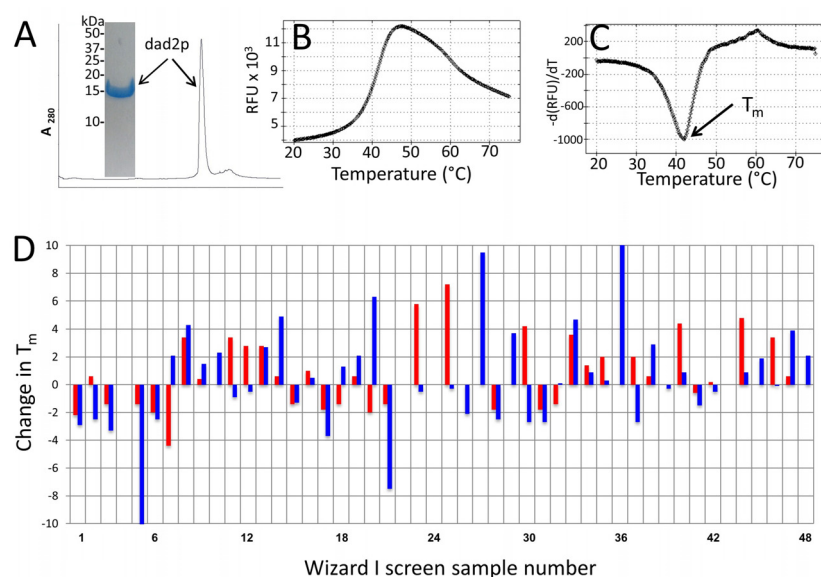 A
kDa
50-
37-
25-
20-
15-
10-
dad2p
A 280
B
RFU x 10³
11
9
7
5
20 30 40 50 60 70
Temperature (°C)
C
-d(RFU)/dT
200
-200
-600
-1000
Tm
20 30 40 50 60 70
Temperature (°C)
D
Change in Tm
10
8
6
4
2
0
-2
-4
-6
-8
-10
1 6 12 18 24 30 36 42 48
Wizard I screen sample number